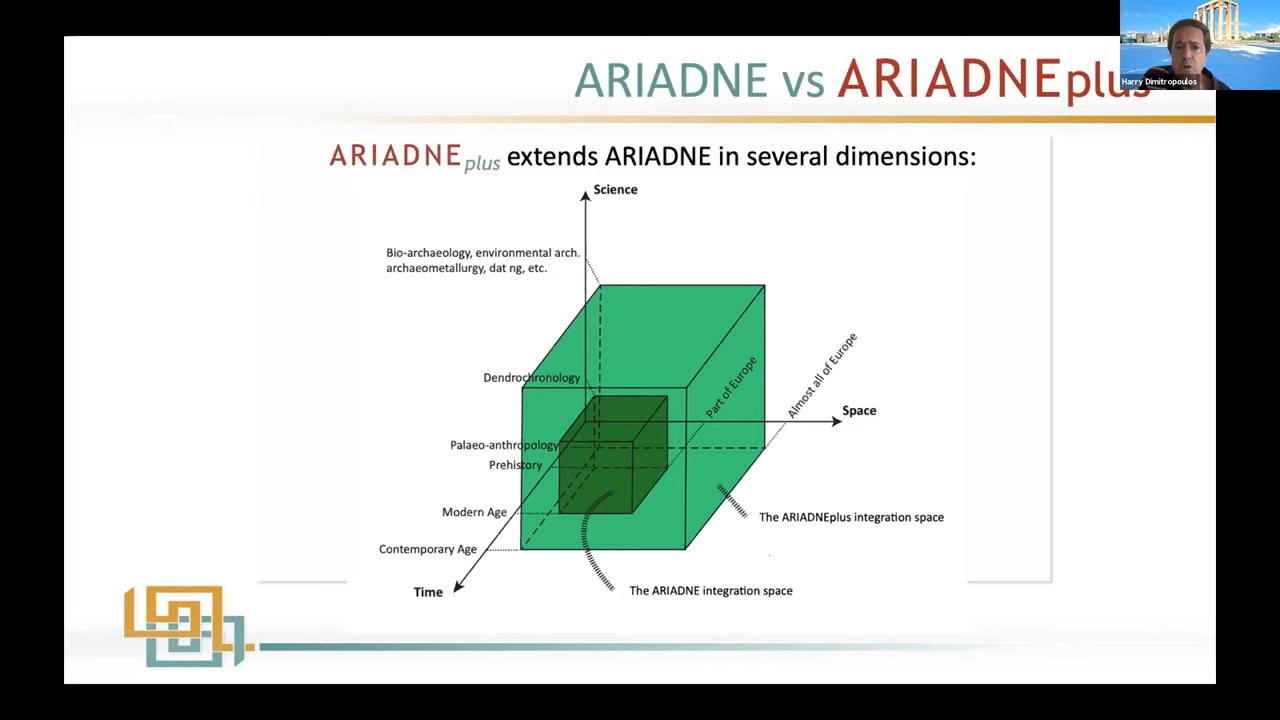 Harry Dimitropoulos
ARIADNE vs ARIADNEplus
ARIADNEplus extends ARIADNE in several dimensions:
Science
Bio-archaeology, environmental arch.
archaeometallurgy, dat ng, etc.
Dendrochronology
Part of Europe
Almost all of Europe
Space
Palaeo-anthropology
Prehistory
Modern Age
The ARIADNEplus integration space
Contemporary Age
Time
The ARIADNE integration space